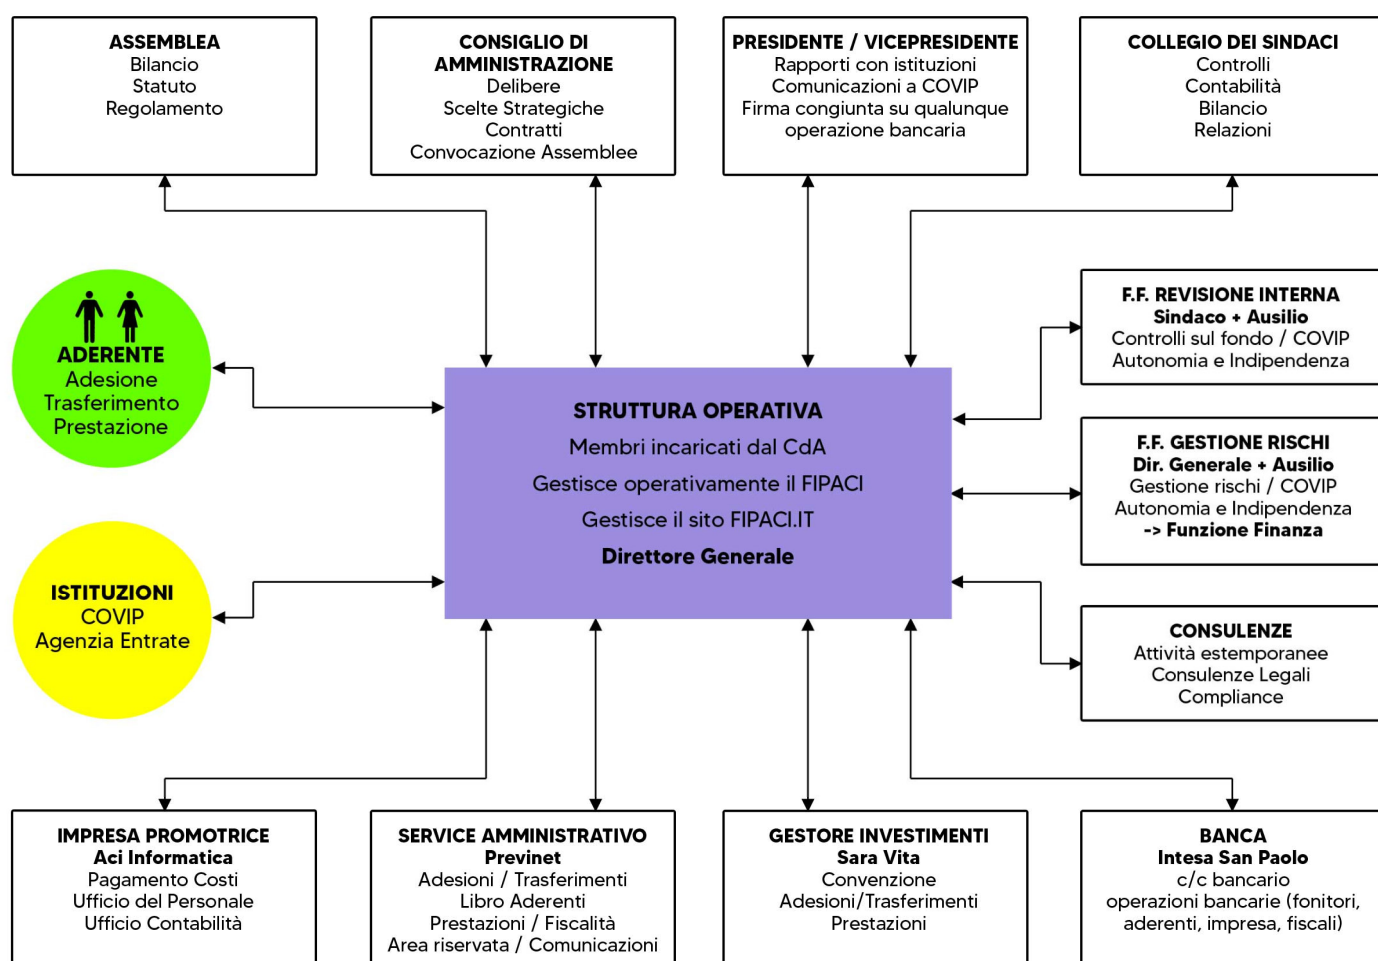 ASSEMBLEA
Bilancio
Statuto
Regolamento
CONSIGLIO DI
AMMINISTRAZIONE
Delibere
Scelte Strategiche
Contratti
Convocazione Assemblee
PRESIDENTE / VICEPRESIDENTE
Rapporti con istituzioni
Comunicazioni a COVIP
Firma congiunta su qualunque
operazione bancaria
COLLEGIO DEI SINDACI
Controlli
Contabilità
Bilancio
Relazioni
ADERENTE
Adesione
Trasferimento
Prestazione
ISTITUZIONI
COVIP
Agenzia Entrate
STRUTTURA OPERATIVA
Membri incaricati dal CdA
Gestisce operativamente il FIPACI
Gestisce il sito FIPACI.IT
Direttore Generale
F.F. REVISIONE INTERNA
Sindaco + Ausilio
Controlli sul fondo / COVIP
Autonomia e Indipendenza
F.F. GESTIONE RISCHI
Dir. Generale + Ausilio
Gestione rischi / COVIP
Autonomia e Indipendenza
-> Funzione Finanza
CONSULENZE
Attività estemporanee
Consulenze Legali
Compliance
IMPRESA PROMOTRICE
Aci Informatica
Pagamento Costi
Ufficio del Personale
Ufficio Contabilità
SERVICE AMMINISTRATIVO
Previnet
Adesioni / Trasferimenti
Libro Aderenti
Prestazioni / Fiscalità
Area riservata / Comunicazioni
GESTORE INVESTIMENTI
Sara Vita
Convenzione
Adesioni/Trasferimenti
Prestazioni
BANCA
Intesa San Paolo
c/c bancario
operazioni bancarie (fonitori,
aderenti, impresa, fiscali)